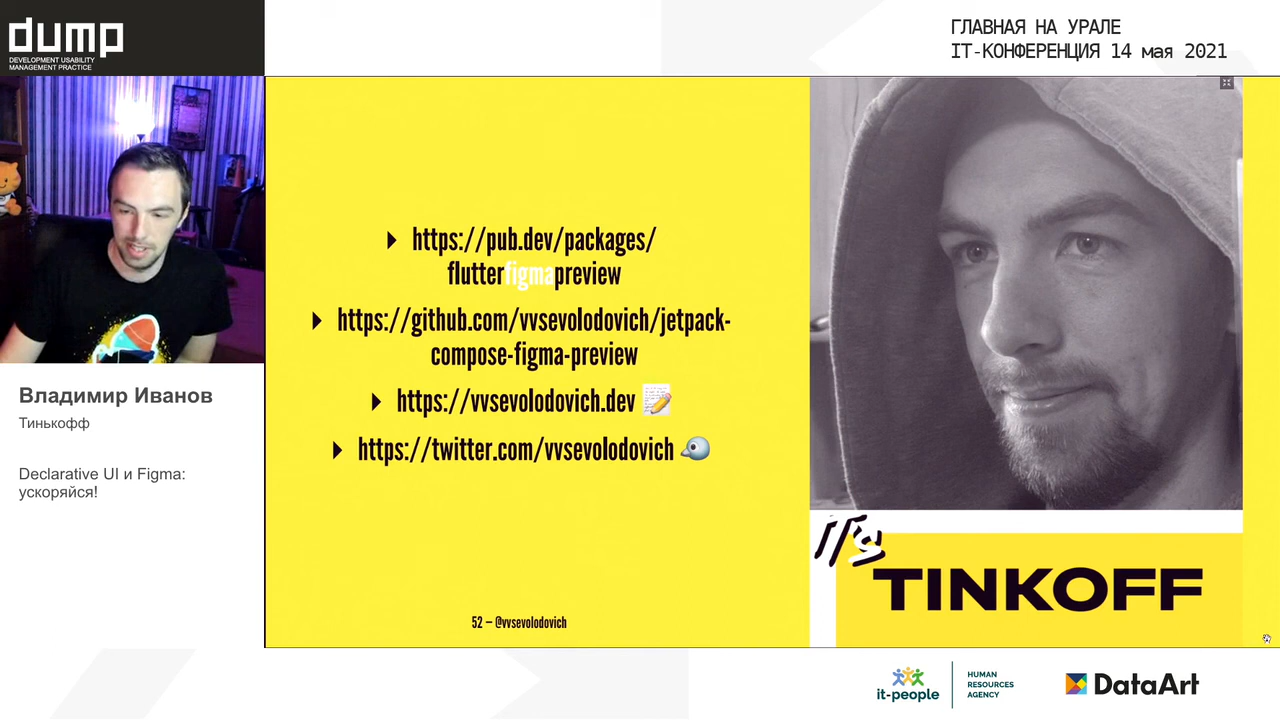 dump
DEVELOPMENT USABILITY
MANAGEMENT PRACTICE
ГЛАВНАЯ НА УРАЛЕ
IT-КОНФЕРЕНЦИЯ 14 мая 2021
https://pub.dev/packages/
flutterfigmapreview
https://github.com/vvsevolodovich/jetpack-
compose-figma-preview
https://vvsevolodovich.dev
https://twitter.com/vvsevolodovich
52 – @vvsevolodovich
IT's
TINKOFF
Владимир Иванов
Тинькофф
Declarative UI и Figma:
ускоряйся!
it-people
HUMAN
RESOURCES
AGENCY
DataArt